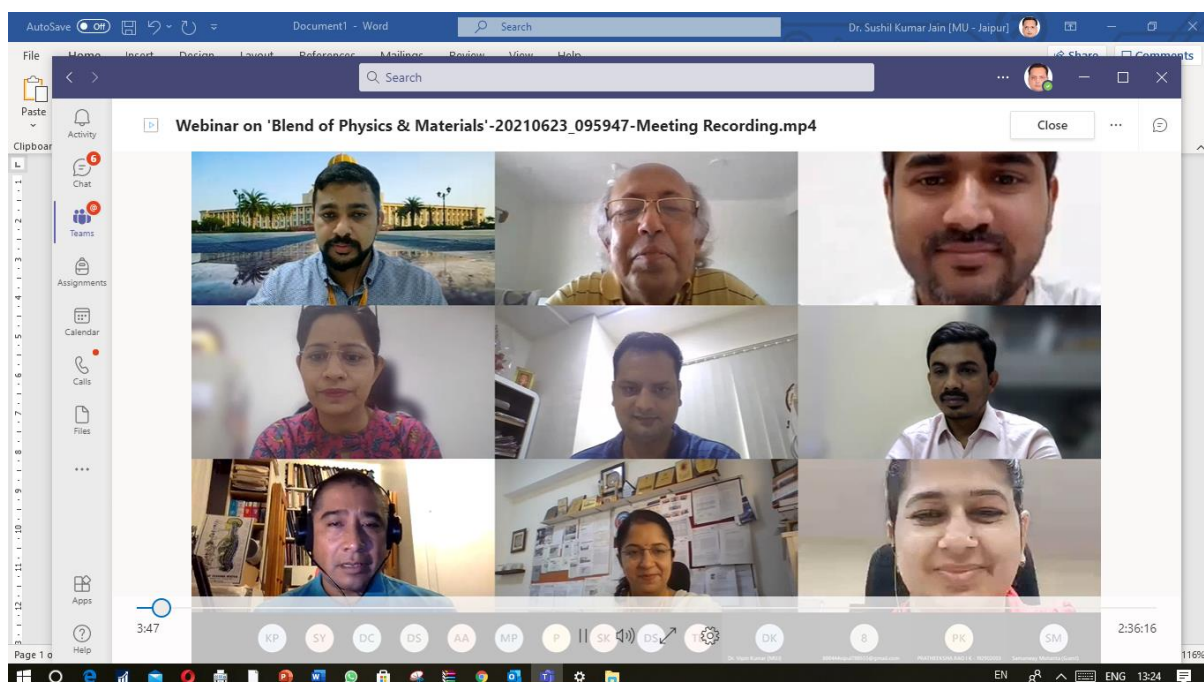 AutoSave Off Document1 - Word Search Dr. Sushil Kumar Jain [MU - Jaipur]
File Home Insert Design Layout References Mailings Review View Help Share Comments
Search
Paste
Clipboar
Webinar on 'Blend of Physics & Materials'-20210623_095947-Meeting Recording.mp4 Close
Activity
6
Chat
Teams
Assignments
Calendar
Calls
Files
Apps
Help
3:47 2:36:16
KP SY DC DS AA MP P SK DS DK 8 PK SM
Page 1 o 116%
EN ENG 13:24